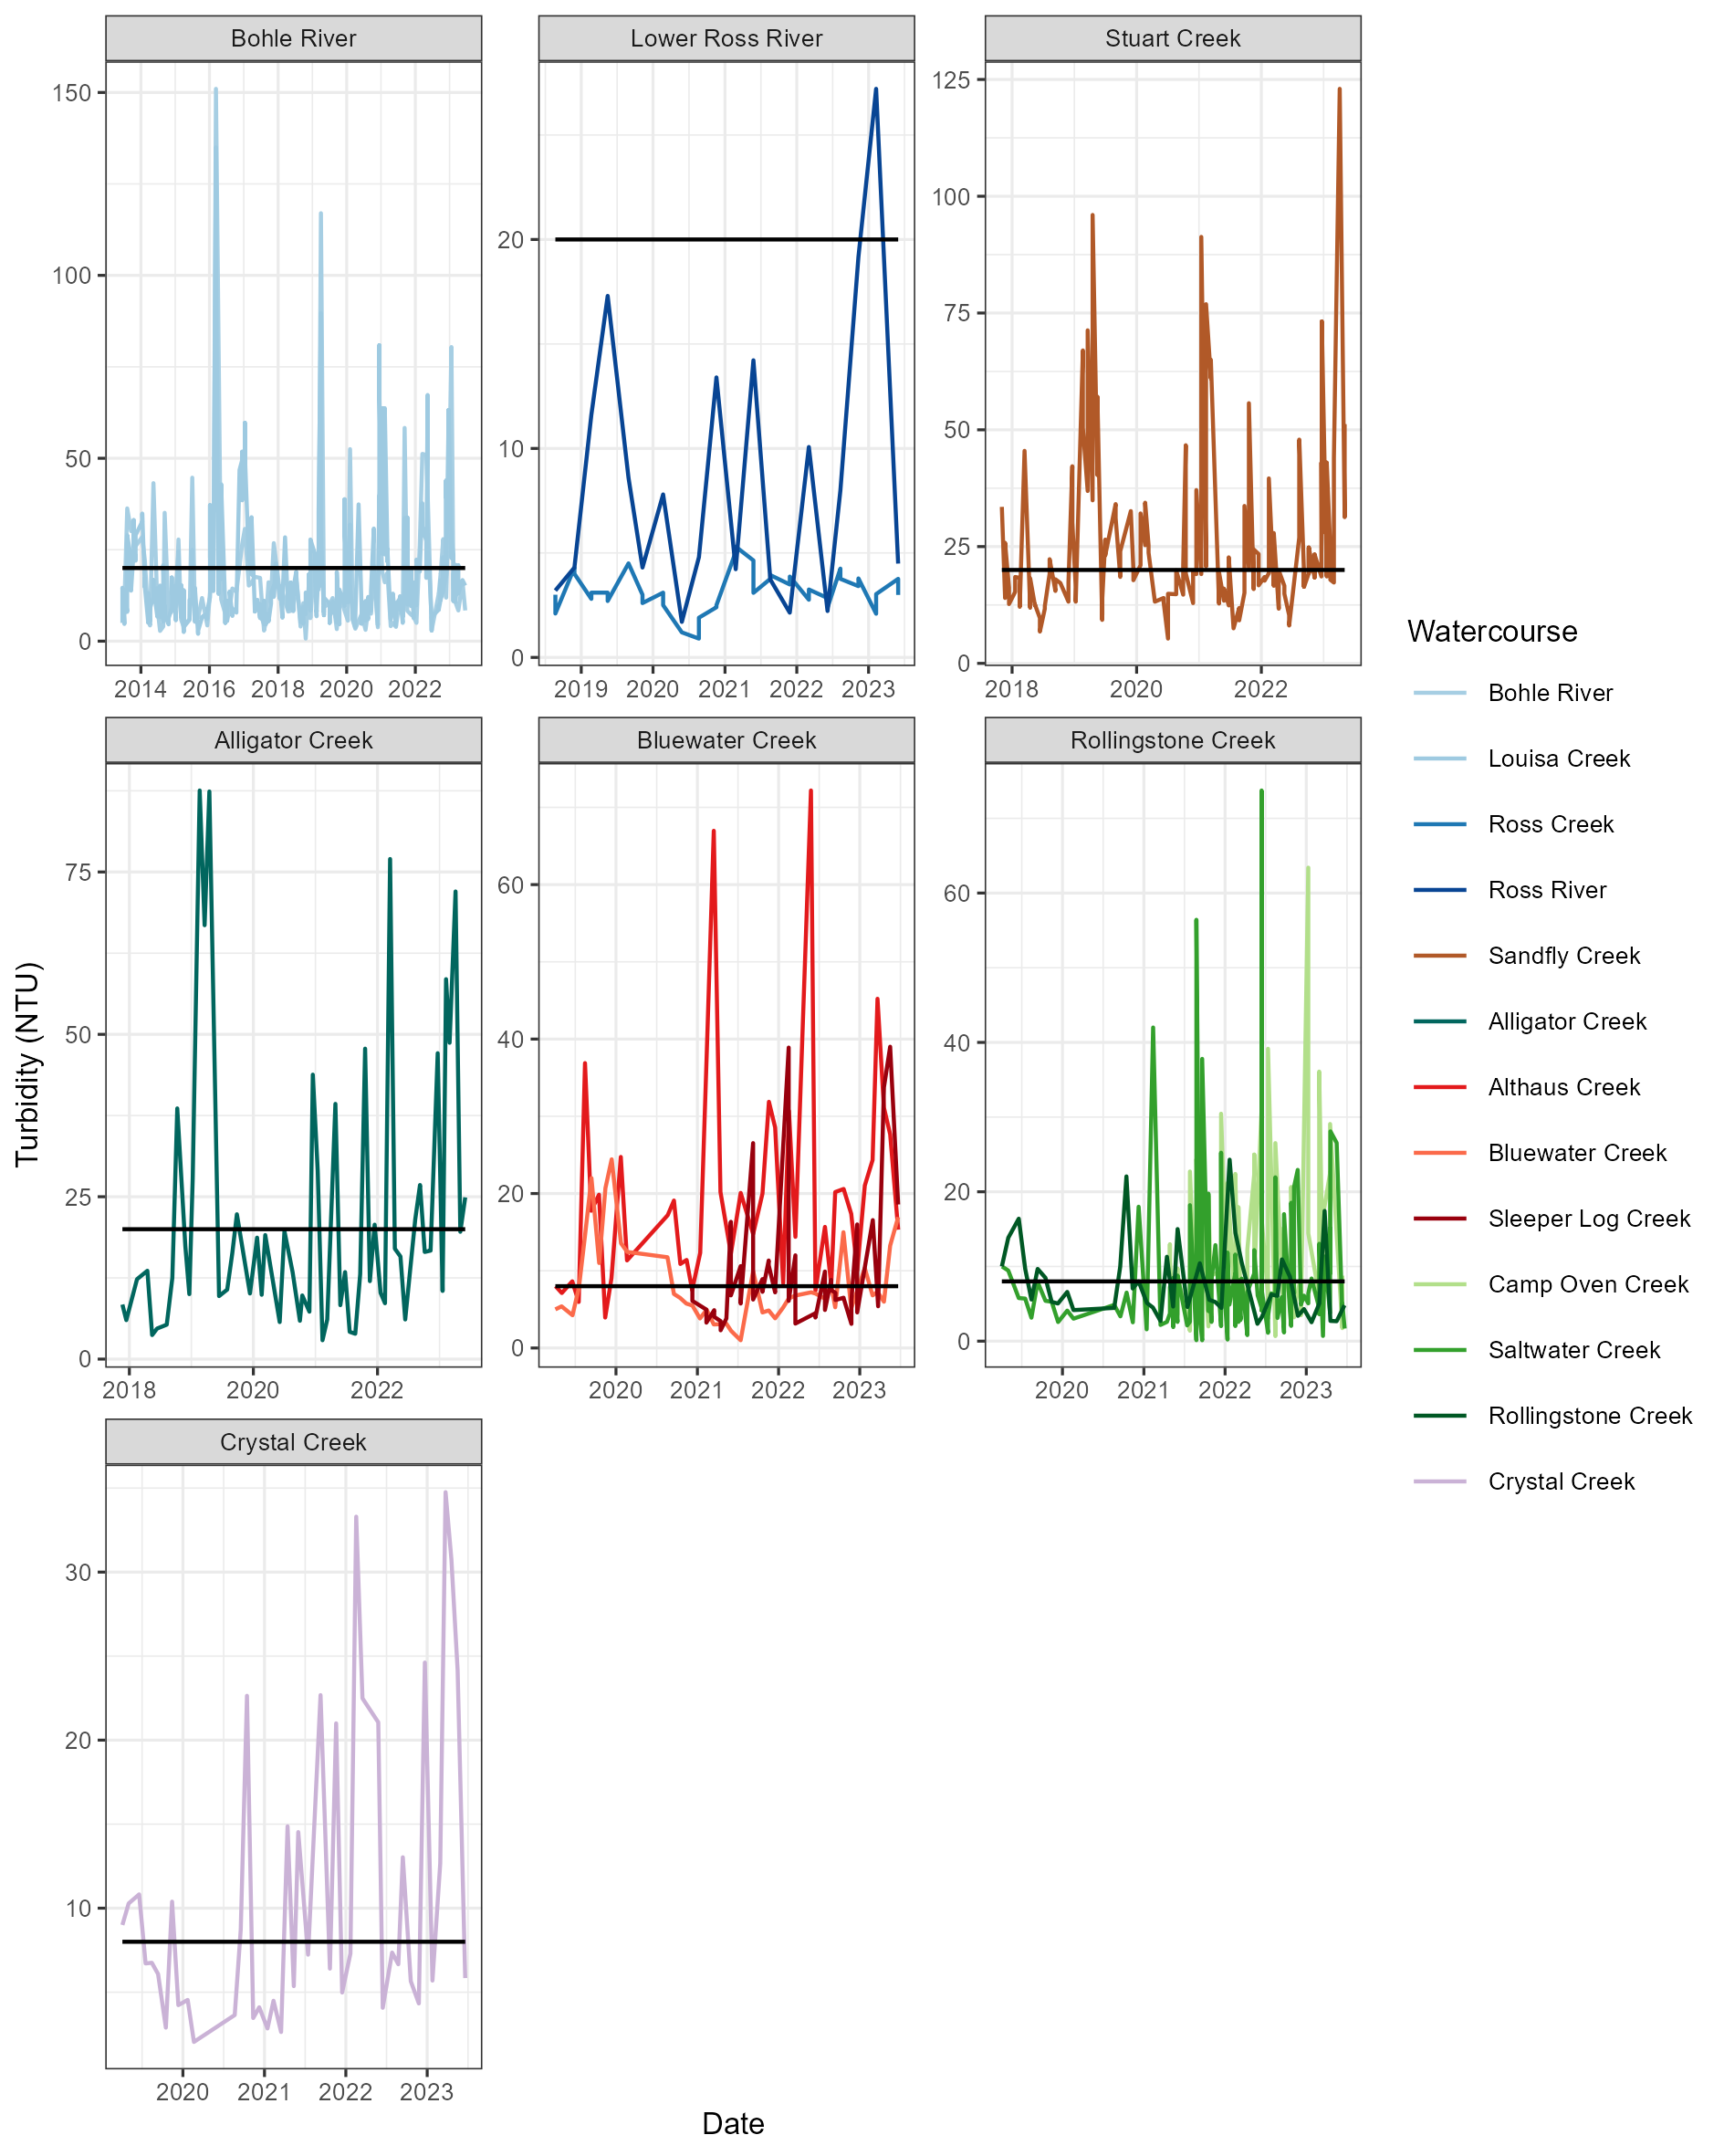 Bohle River
Lower Ross River
Stuart Creek
150
100
50
0
2014 2016 2018 2020 2022
20
10
0
2019 2020 2021 2022 2023
125
100
75
50
25
0
2018 2020 2022
Alligator Creek
Bluewater Creek
Rollingstone Creek
75
50
25
0
2018 2020 2022
60
40
20
0
2020 2021 2022 2023
60
40
20
0
2020 2021 2022 2023
Crystal Creek
30
20
10
2020 2021 2022 2023
Turbidity (NTU)
Date
Watercourse
Bohle River
Louisa Creek
Ross Creek
Ross River
Sandfly Creek
Alligator Creek
Althaus Creek
Bluewater Creek
Sleeper Log Creek
Camp Oven Creek
Saltwater Creek
Rollingstone Creek
Crystal Creek